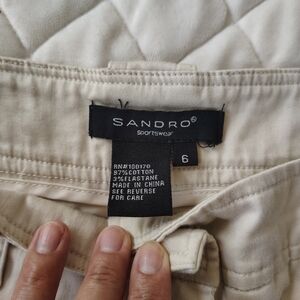 SANDRO®
Sportswear
6
RN#100170
97%COTTON
3%ELASTANE
MADE IN CHINA
SEE REVERSE
FOR CARE